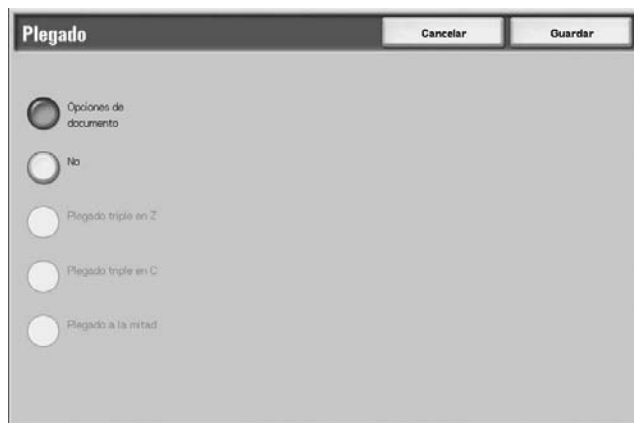 Plegado
Cancelar
Guardar
Opciones de
documento
No
Plegado triple en Z
Plegado triple en C
Plegado a la mitad